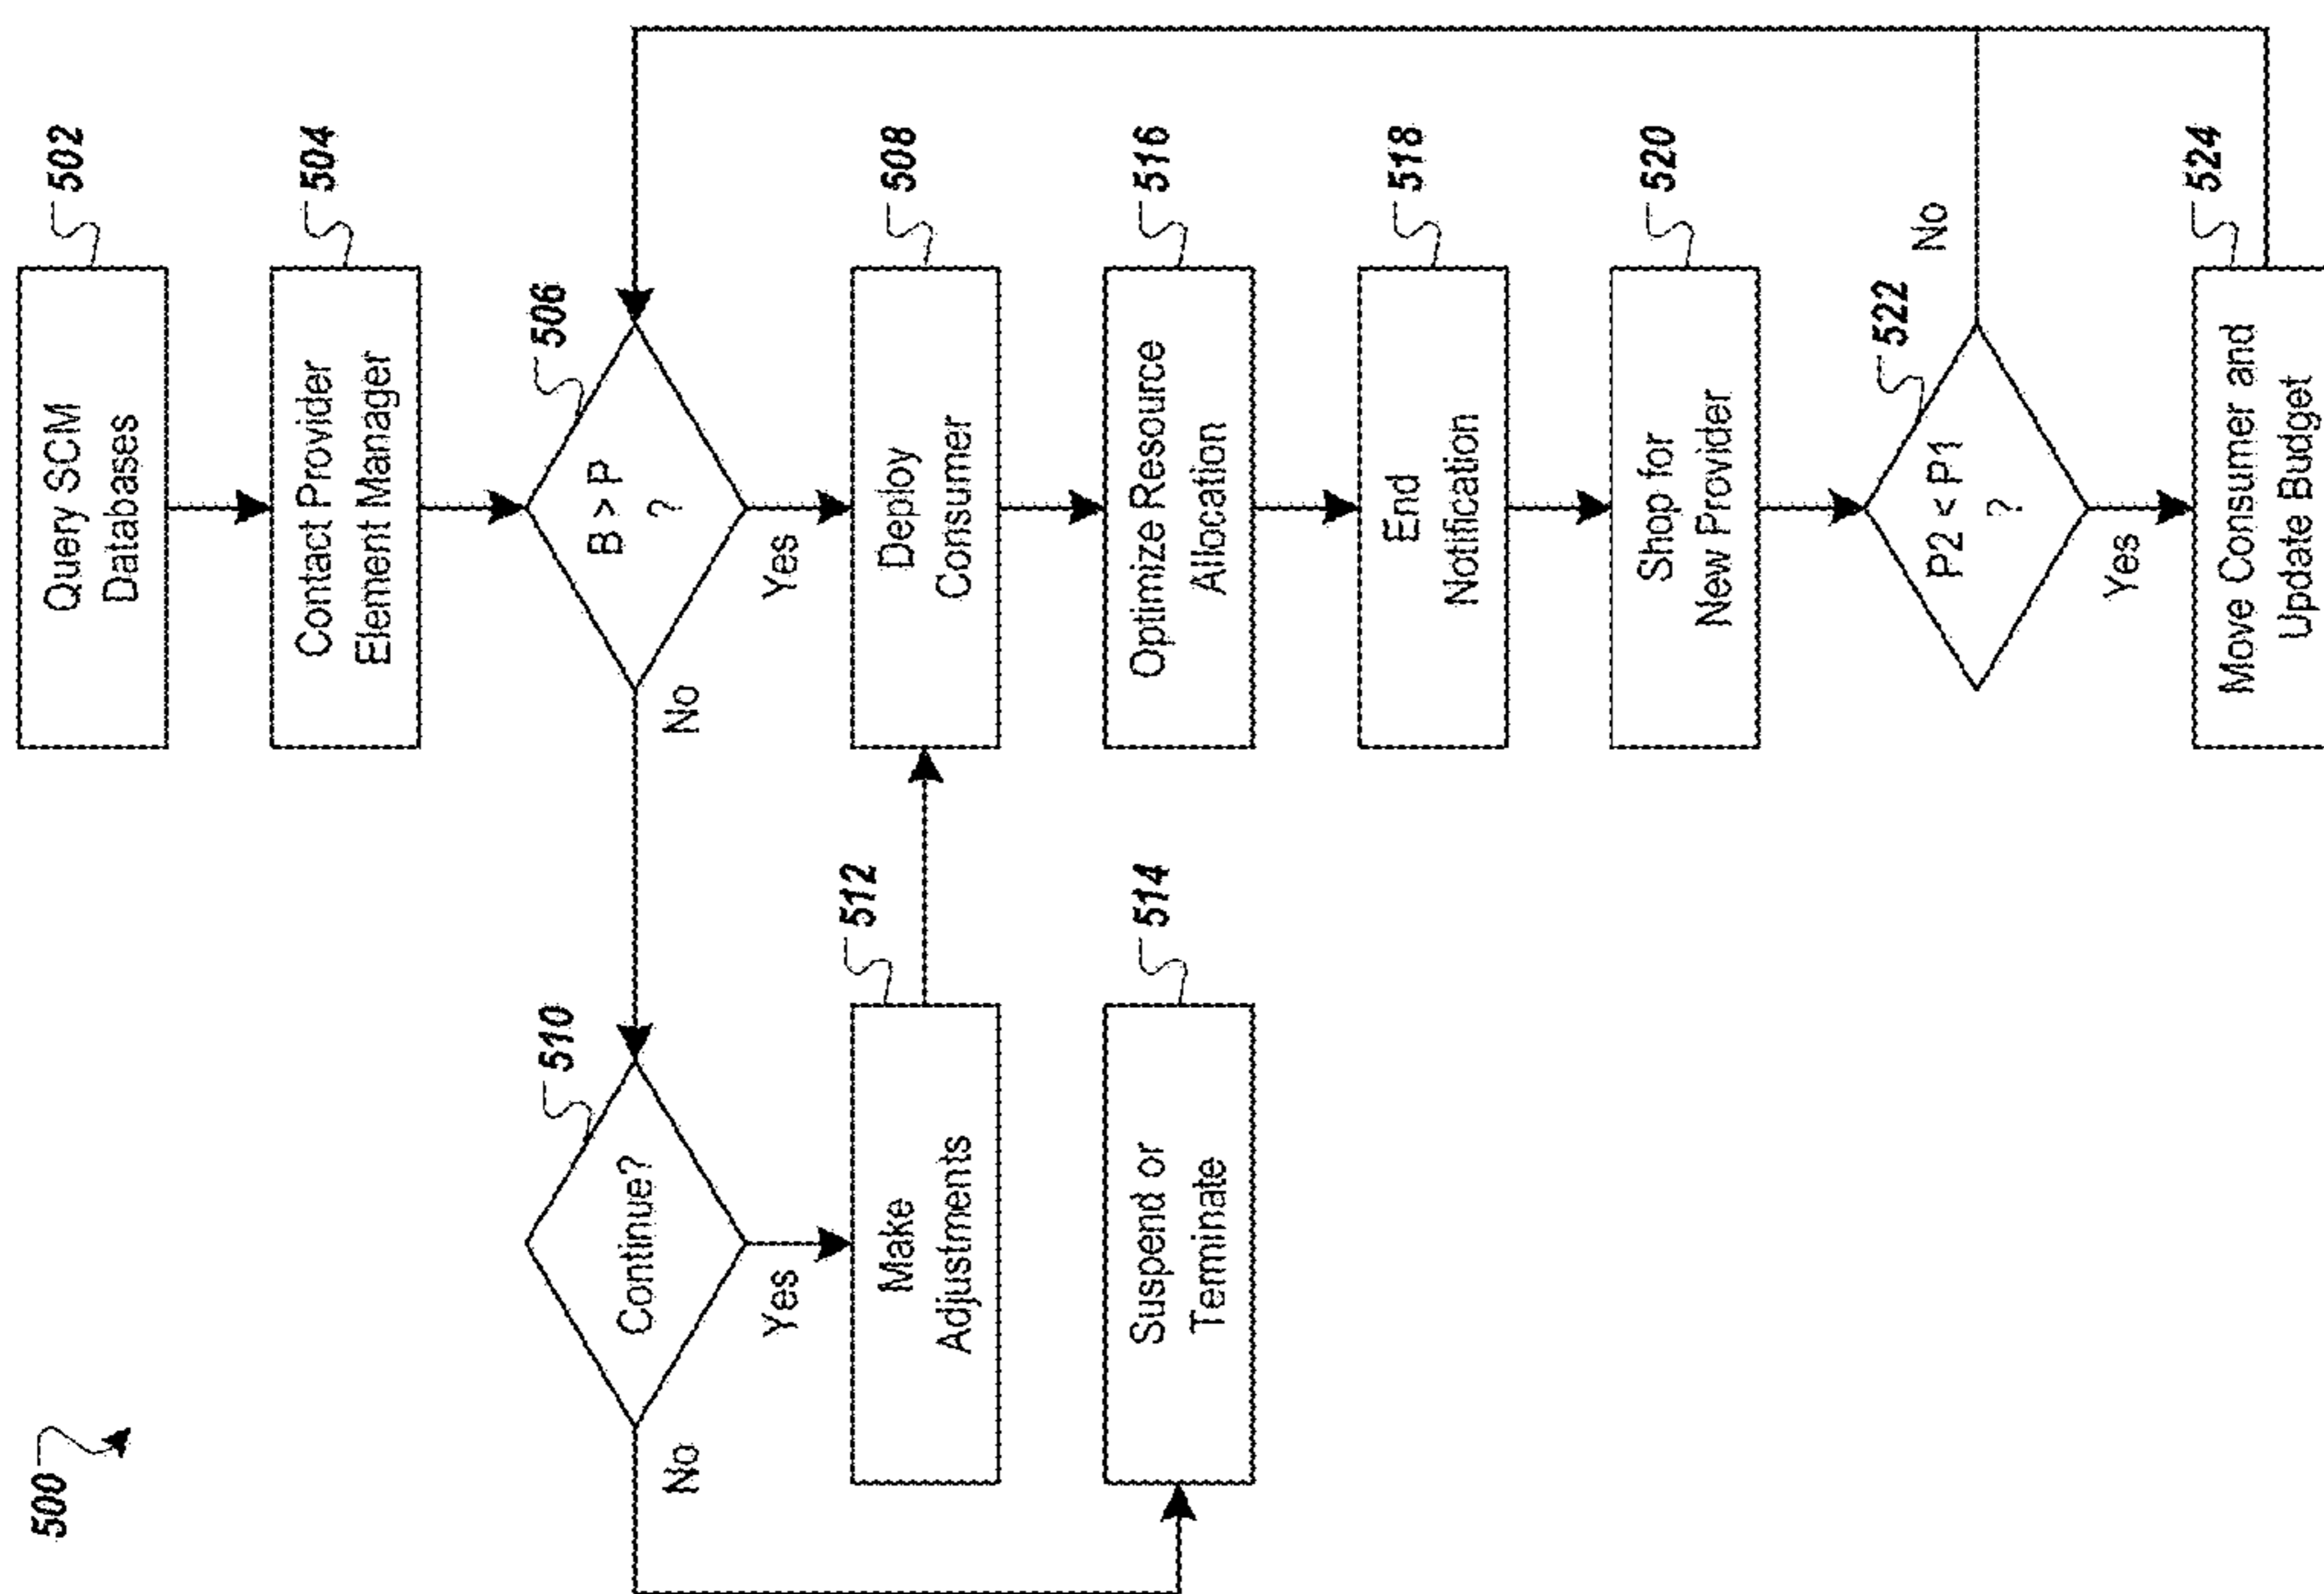 500
Query SCM
Databases
502
Contact Provider
Element Manager
504
B > P
?
506
No
Yes
Continue?
510
No
Yes
Make
Adjustments
512
Deploy
Consumer
508
Suspend or
Terminate
514
Optimize Resource
Allocation
516
End
Notification
518
Shop for
New Provider
520
P2 < P1
?
522
No
Yes
Move Consumer and
Update Budget
524